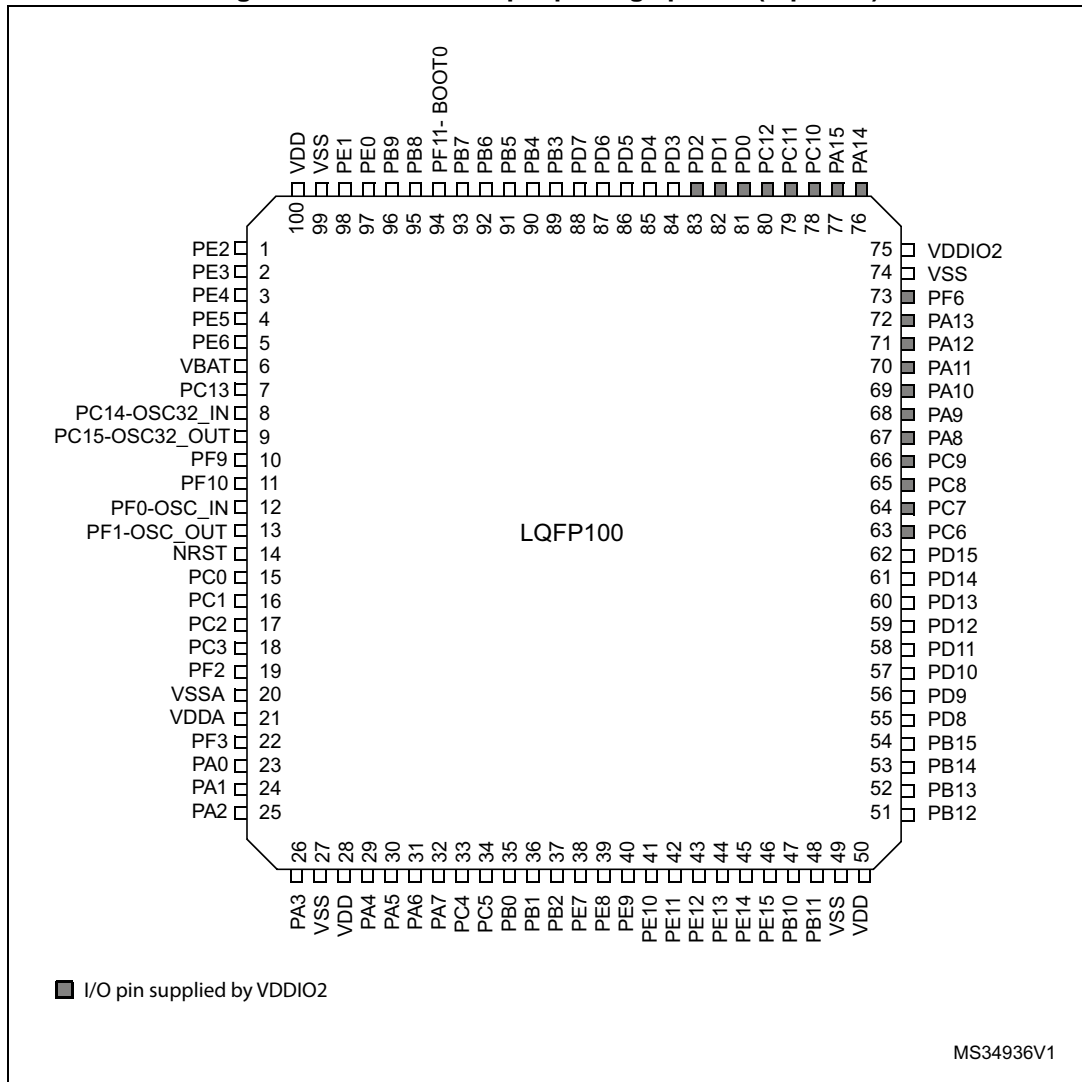 PF11- BOOT0
VDD
VSS
PE1
PE0
PB9
PB8
PB7
PB6
PB5
PB4
PB3
PD7
PD6
PD5
PD4
PD3
PD2
PD1
PD0
PC12
PC11
PC10
PA15
PA14
100
99
98
97
96
95
94
93
92
91
90
89
88
87
86
85
84
83
82
81
80
79
78
77
76
PE2 1
PE3 2
PE4 3
PE5 4
PE6 5
VBAT 6
PC13 7
PC14-OSC32_IN 8
PC15-OSC32_OUT 9
PF9 10
PF10 11
PF0-OSC_IN 12
PF1-OSC_OUT 13
NRST 14
PC0 15
PC1 16
PC2 17
PC3 18
PF2 19
VSSA 20
VDDA 21
PF3 22
PA0 23
PA1 24
PA2 25
LQFP100
75 VDDIO2
74 VSS
73 PF6
72 PA13
71 PA12
70 PA11
69 PA10
68 PA9
67 PA8
66 PC9
65 PC8
64 PC7
63 PC6
62 PD15
61 PD14
60 PD13
59 PD12
58 PD11
57 PD10
56 PD9
55 PD8
54 PB15
53 PB14
52 PB13
51 PB12
26
27
28
29
30
31
32
33
34
35
36
37
38
39
40
41
42
43
44
45
46
47
48
49
50
PA3
VSS
VDD
PA4
PA5
PA6
PA7
PC4
PC5
PB0
PB1
PB2
PE7
PE8
PE9
PE10
PE11
PE12
PE13
PE14
PE15
PB10
PB11
VSS
VDD
I/O pin supplied by VDDIO2
MS34936V1